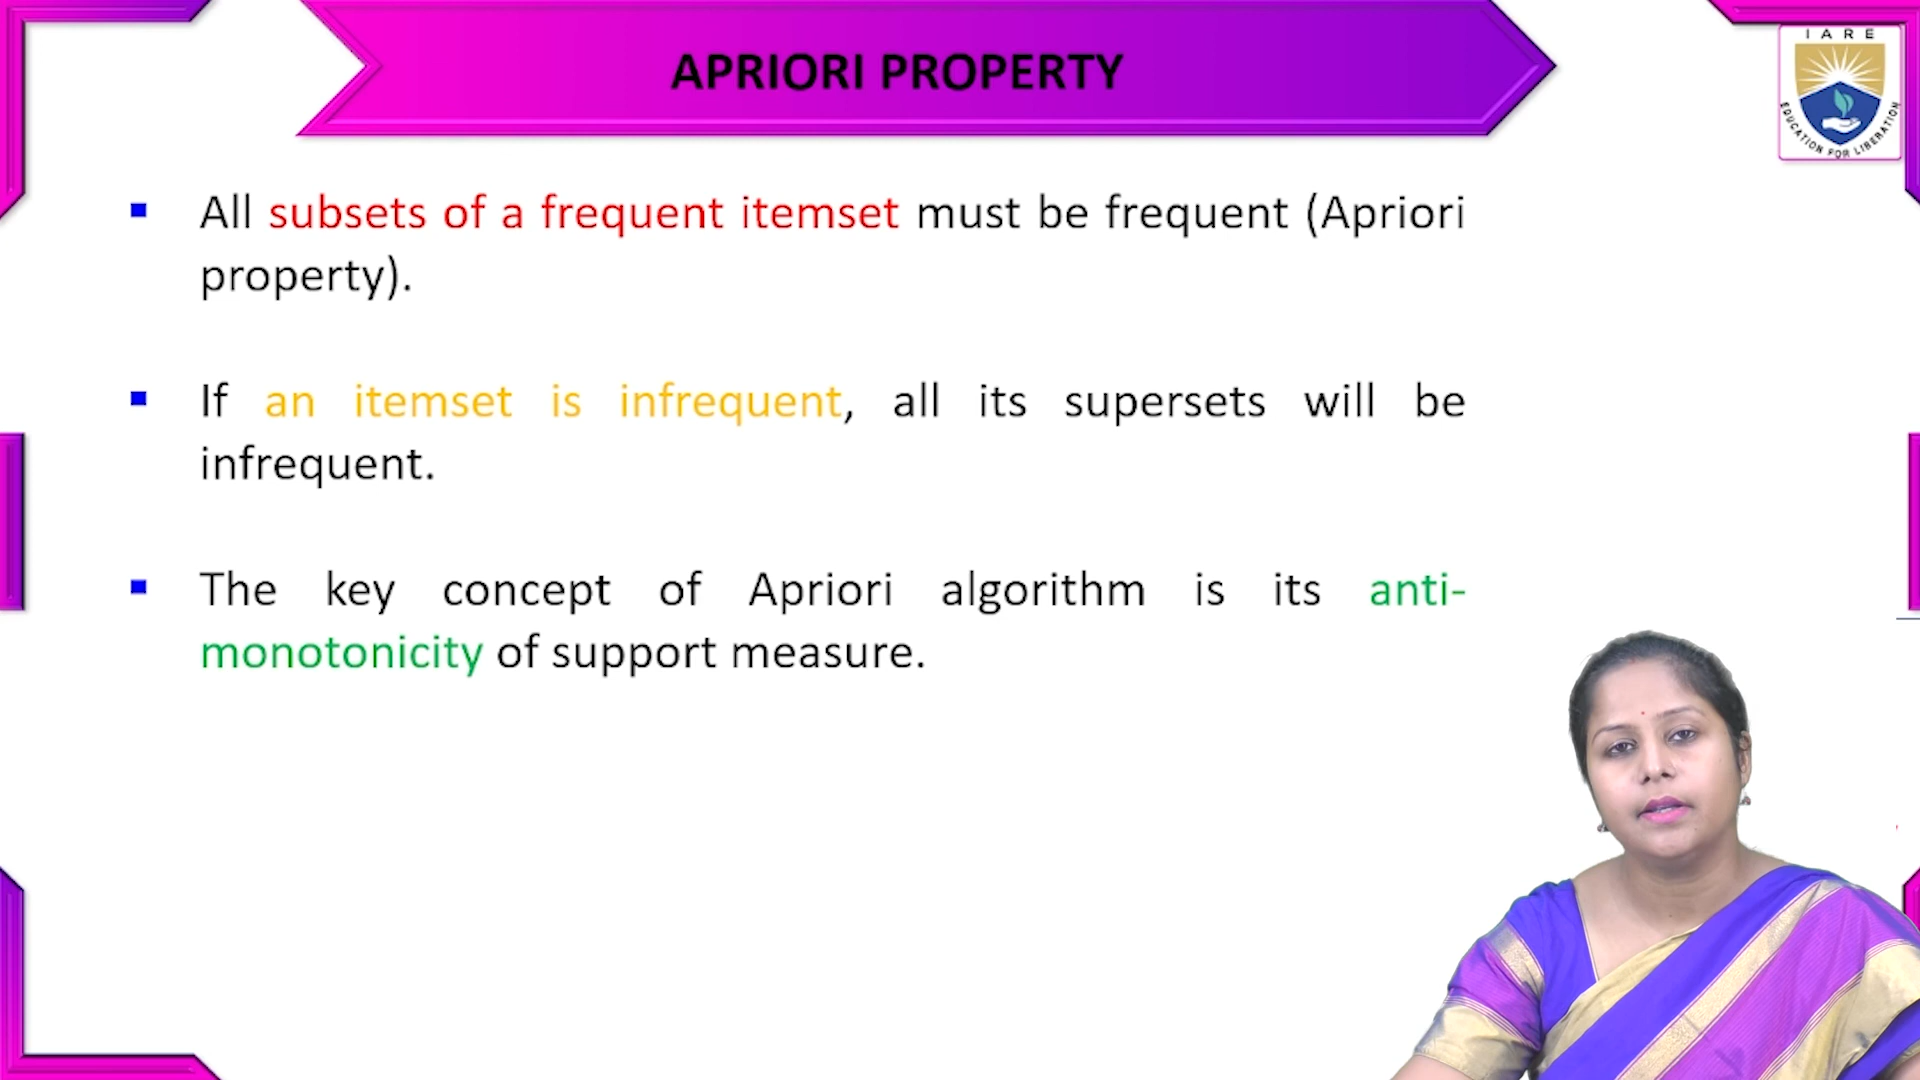 APRIORI PROPERTY
IARE
EDUCATION FOR LIBERATION
All subsets of a frequent itemset must be frequent (Apriori
property).
If an itemset is infrequent, all its supersets will be
infrequent.
The key concept of Apriori algorithm is its anti-
monotonicity of support measure.